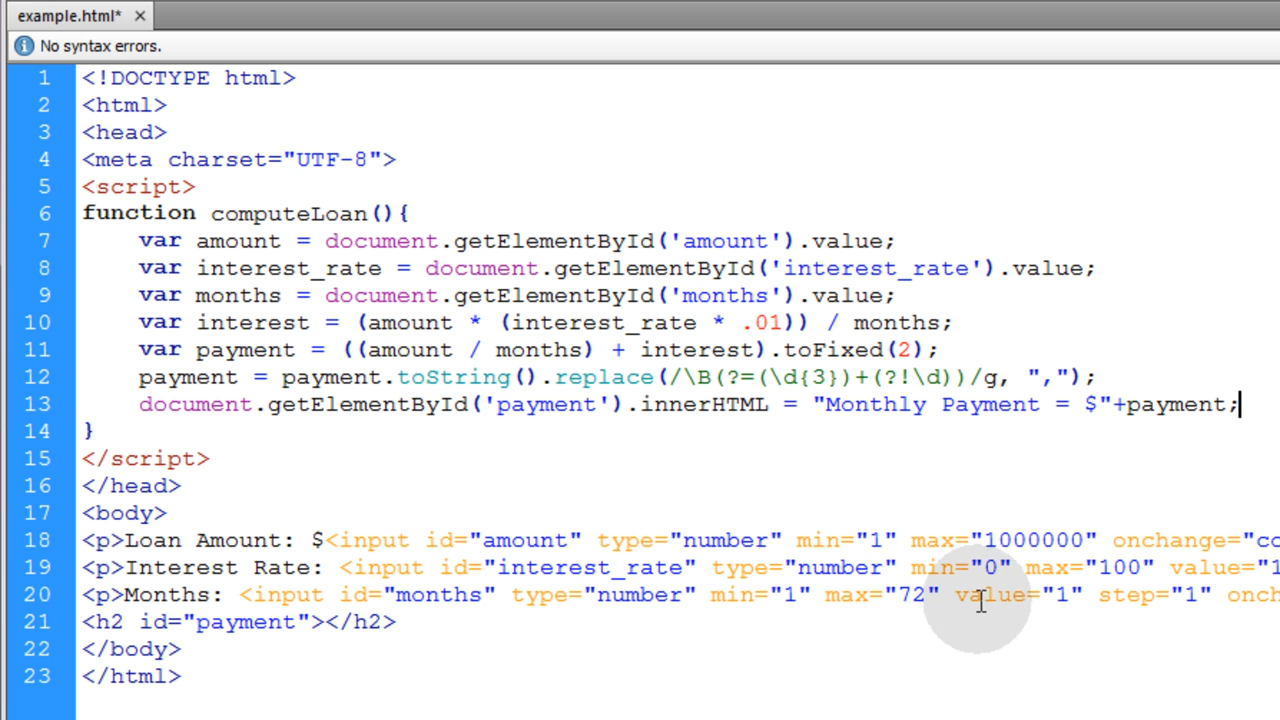 example.html* ×
No syntax errors.
1 <!DOCTYPE html>
2 <html>
3 <head>
4 <meta charset="UTF-8">
5 <script>
6 function computeLoan(){
7 var amount = document.getElementById('amount').value;
8 var interest_rate = document.getElementById('interest_rate').value;
9 var months = document.getElementById('months').value;
10 var interest = (amount * (interest_rate * .01)) / months;
11 var payment = ((amount / months) + interest).toFixed(2);
12 payment = payment.toString().replace(/\B(?=(\d{3})+(?!\d))/g, ",");
13 document.getElementById('payment').innerHTML = "Monthly Payment = $"+payment;
14 }
15 </script>
16 </head>
17 <body>
18 <p>Loan Amount: $<input id="amount" type="number" min="1" max="1000000" onchange="co
19 <p>Interest Rate: <input id="interest_rate" type="number" min="0" max="100" value="1
20 <p>Months: <input id="months" type="number" min="1" max="72" value="1" step="1" onch
21 <h2 id="payment"></h2>
22 </body>
23 </html>